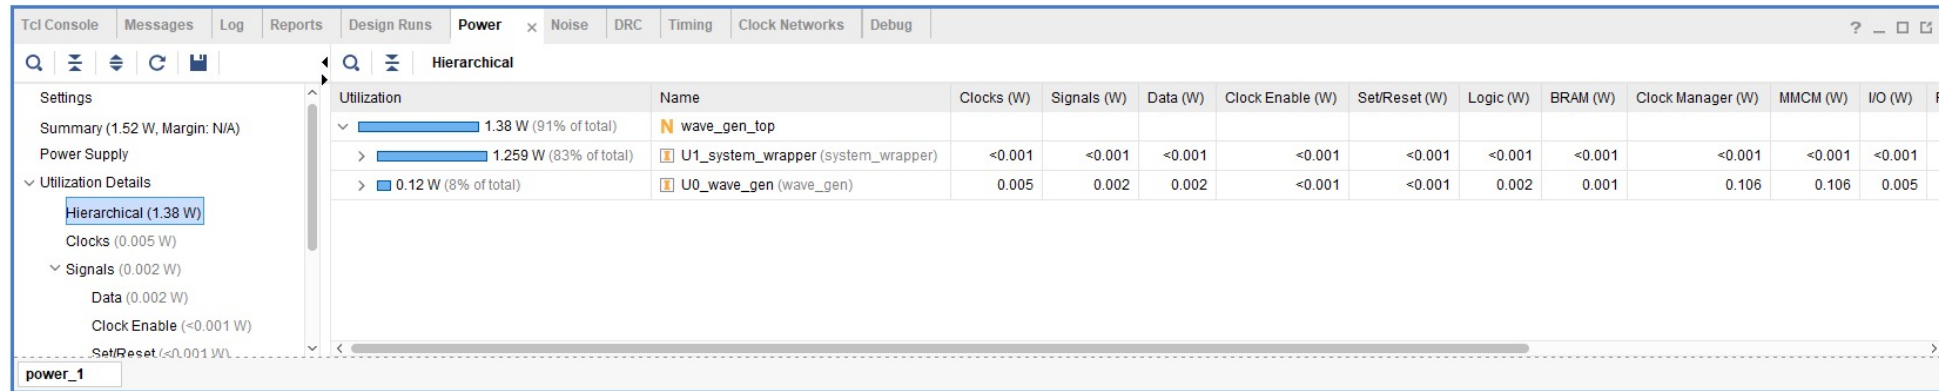 Tcl Console Messages Log Reports Design Runs Power × Noise DRC Timing Clock Networks Debug ?
Hierarchical
Settings
Summary (1.52 W, Margin: N/A)
Power Supply
Utilization Details
Hierarchical (1.38 W)
Clocks (0.005 W)
Signals (0.002 W)
Data (0.002 W)
Clock Enable (<0.001 W)
Set/Reset (<0.001 W)
Utilization Name Clocks (W) Signals (W) Data (W) Clock Enable (W) Set/Reset (W) Logic (W) BRAM (W) Clock Manager (W) MMCM (W) I/O (W)
1.38 W (91% of total) N wave_gen_top
1.259 W (83% of total) I U1_system_wrapper (system_wrapper) <0.001 <0.001 <0.001 <0.001 <0.001 <0.001 <0.001 <0.001 <0.001 <0.001
0.12 W (8% of total) I U0_wave_gen (wave_gen) 0.005 0.002 0.002 <0.001 <0.001 0.002 0.001 0.106 0.106 0.005
power_1